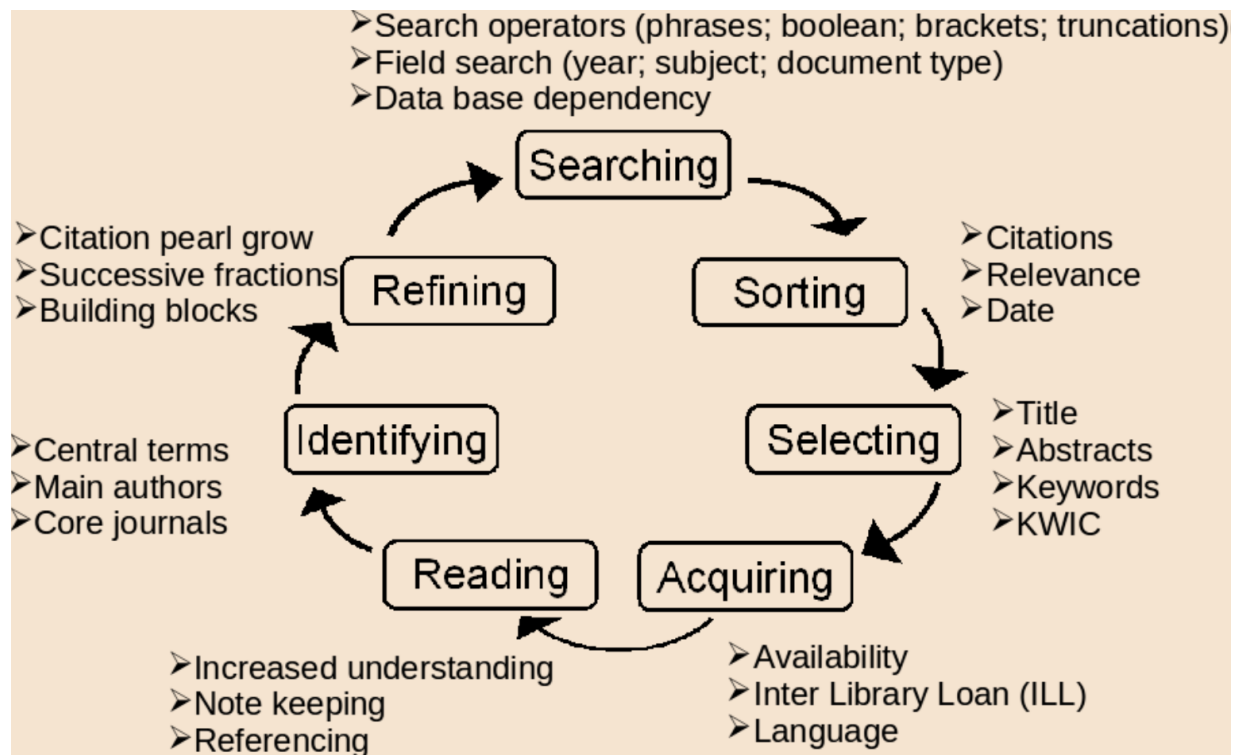 ➢Search operators (phrases; boolean; brackets; truncations)
➢Field search (year; subject; document type)
➢Data base dependency
Searching
➢Citations
➢Relevance
➢Date
Sorting
➢Title
➢Abstracts
➢Keywords
➢KWIC
Selecting
Acquiring
➢Availability
➢Inter Library Loan (ILL)
➢Language
Reading
➢Increased understanding
➢Note keeping
➢Referencing
Identifying
➢Central terms
➢Main authors
➢Core journals
Refining
➢Citation pearl grow
➢Successive fractions
➢Building blocks